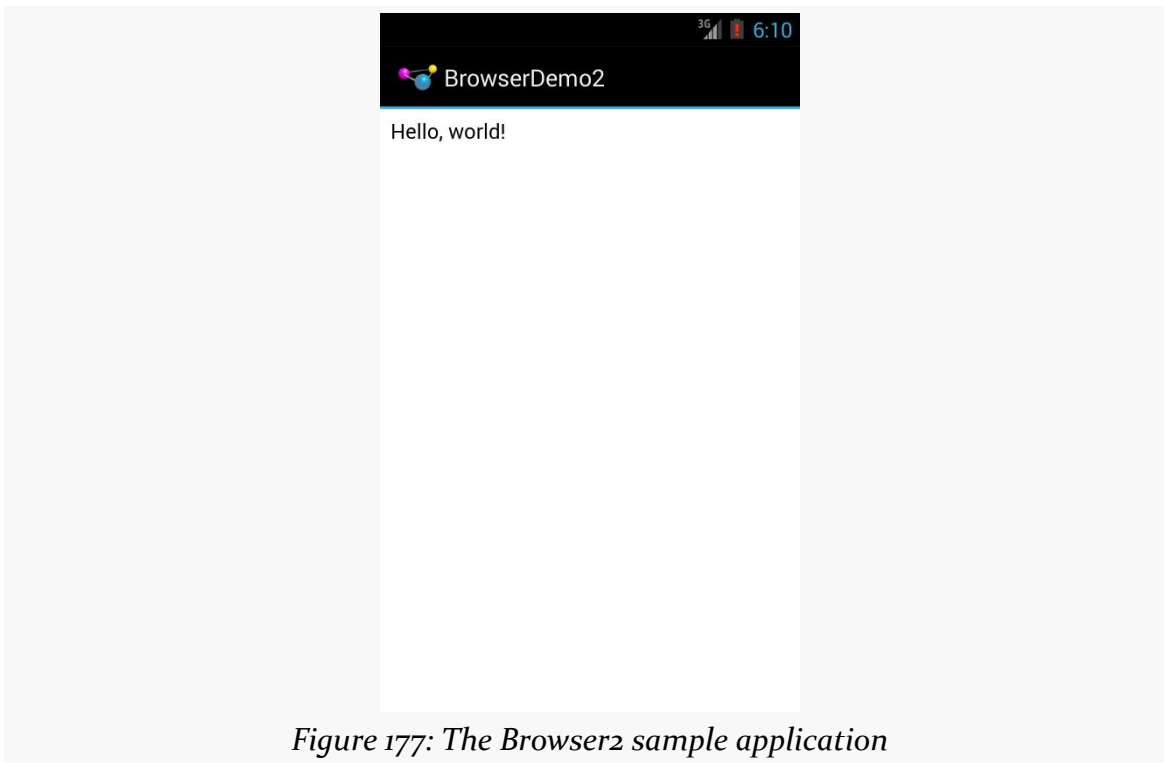 3G 6:10
BrowserDemo2
Hello, world!
Figure 177: The Browser2 sample application